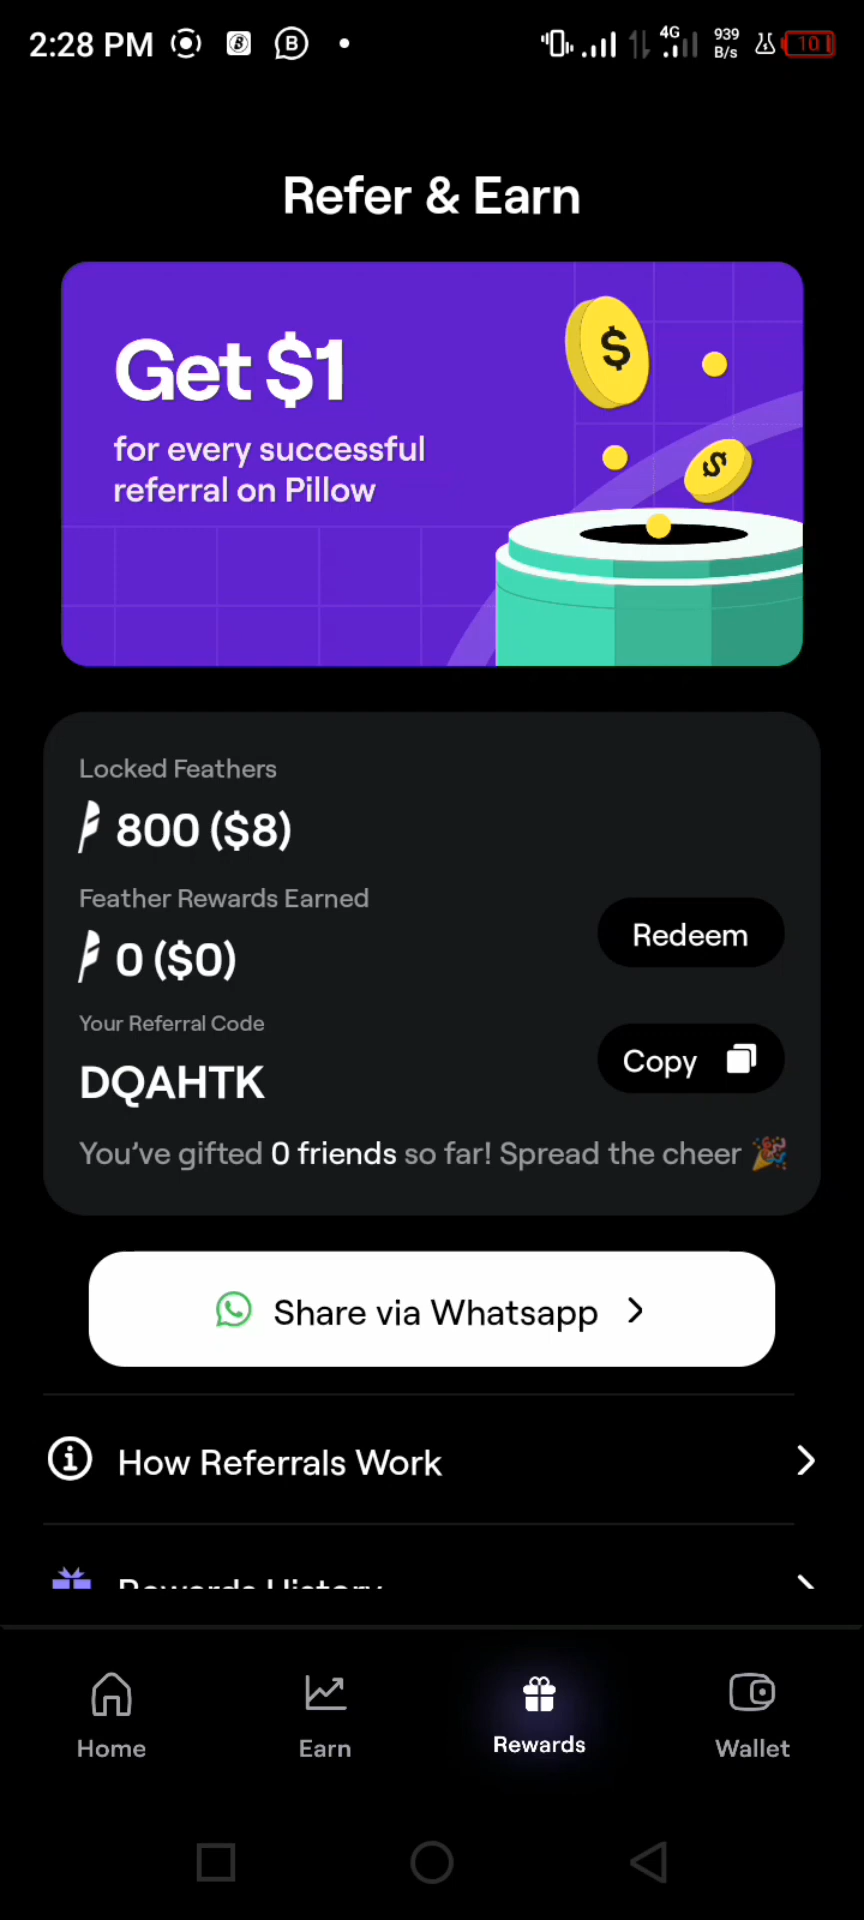 2:28 PM
4G
939
B/s
10
Refer & Earn
Get $1
for every successful
referral on Pillow
Locked Feathers
800 ($8)
Feather Rewards Earned
0 ($0)
Redeem
Your Referral Code
DQAHTK
Copy
You’ve gifted 0 friends so far! Spread the cheer 🎉
Share via Whatsapp
How Referrals Work
Rewards History
Home
Earn
Rewards
Wallet